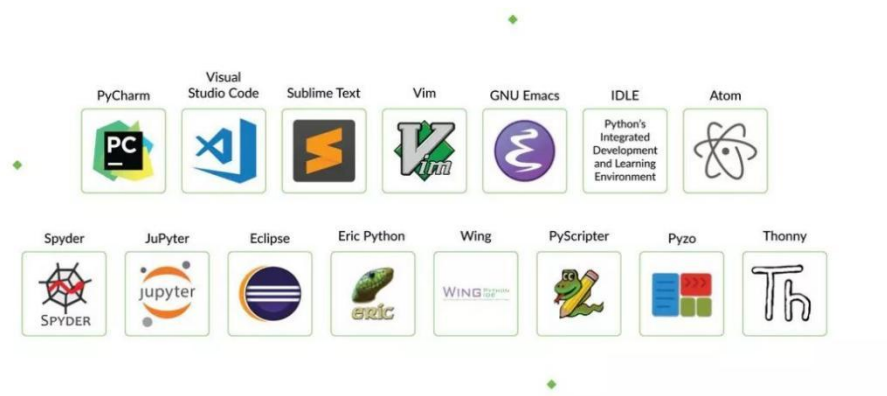 PyCharm
Visual
Studio Code
Sublime Text
Vim
GNU Emacs
IDLE
Atom
PC
Vim
Python's
Integrated
Development
and Learning
Environment
Spyder
JuPyter
Eclipse
Eric Python
Wing
PyScripter
Pyzo
Thonny
SPYDER
jupyter
eric
WING
IDE
>>>
Th